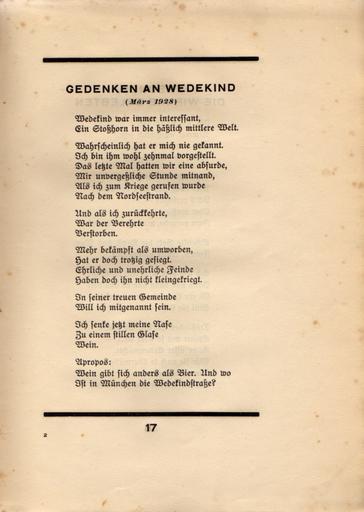 GEDENKEN AN WEDEKIND
(März 1928)
Wedekind war immer interessant,
Ein Stoßhorn in die häßlich mittlere Welt.
Wahrscheinlich hat er mich nie gekannt.
Ich bin ihm wohl zehnmal vorgestellt.
Das letzte Mal hatten wir eine absurde,
Mir unvergeßliche Stunde mitnand,
Als ich zum Kriege gerufen wurde
Nach dem Nordseestrand.
Und als ich zurückkehrte,
War der Verehrte
Verstorben.
Mehr bekämpft als umworben,
Hat er doch trotzig gesiegt.
Ehrliche und unehrliche Feinde
Haben doch ihn nicht kleingekriegt.
In seiner treuen Gemeinde
Will ich mitgenannt sein.
Ich senke jetzt meine Nase
Zu einem stillen Glase
Wein.
Apropos:
Wein gibt sich anders als Bier. Und wo
Ist in München die Wedekindstraße?
17
2